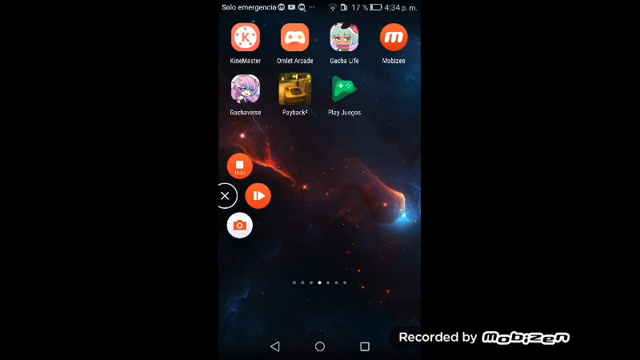 Solo emergencia ... 17 % 4:34 p. m.
KineMaster Omlet Arcade Gacha Life Mobizen
Gachaverse Payback² Play Juegos
Recorded by MobiZen